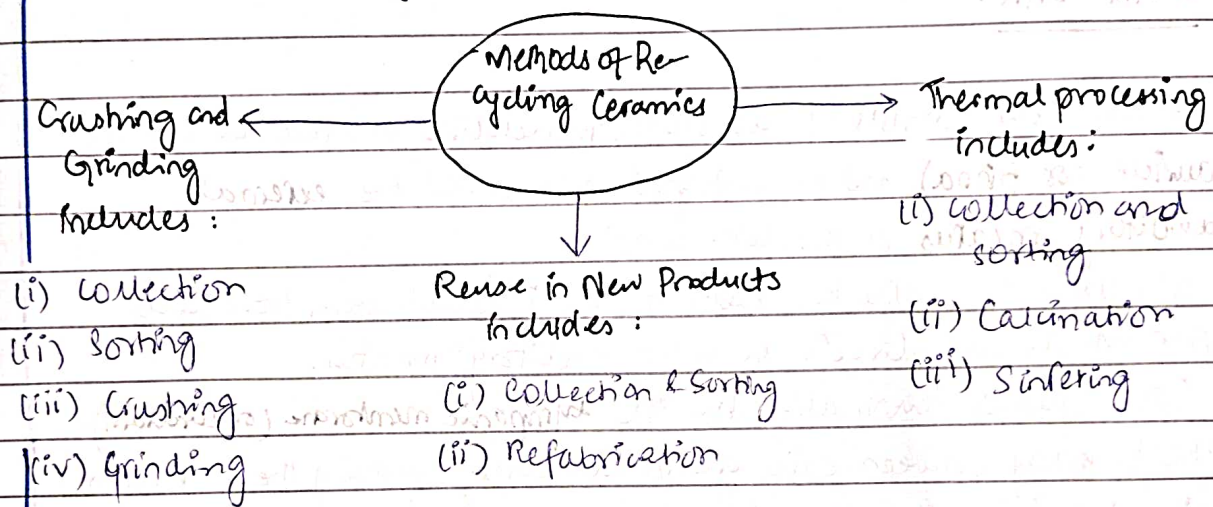 Methods of Re-
cycling Ceramics
Crushing and
Grinding
includes :
(i) Collection
(ii) Sorting
(iii) Crushing
(iv) Grinding
Reuse in New Products
includes :
(i) Collection & Sorting
(ii) Refabrication
Thermal processing
includes :
(i) Collection and
sorting
(ii) Calcination
(iii) Sintering